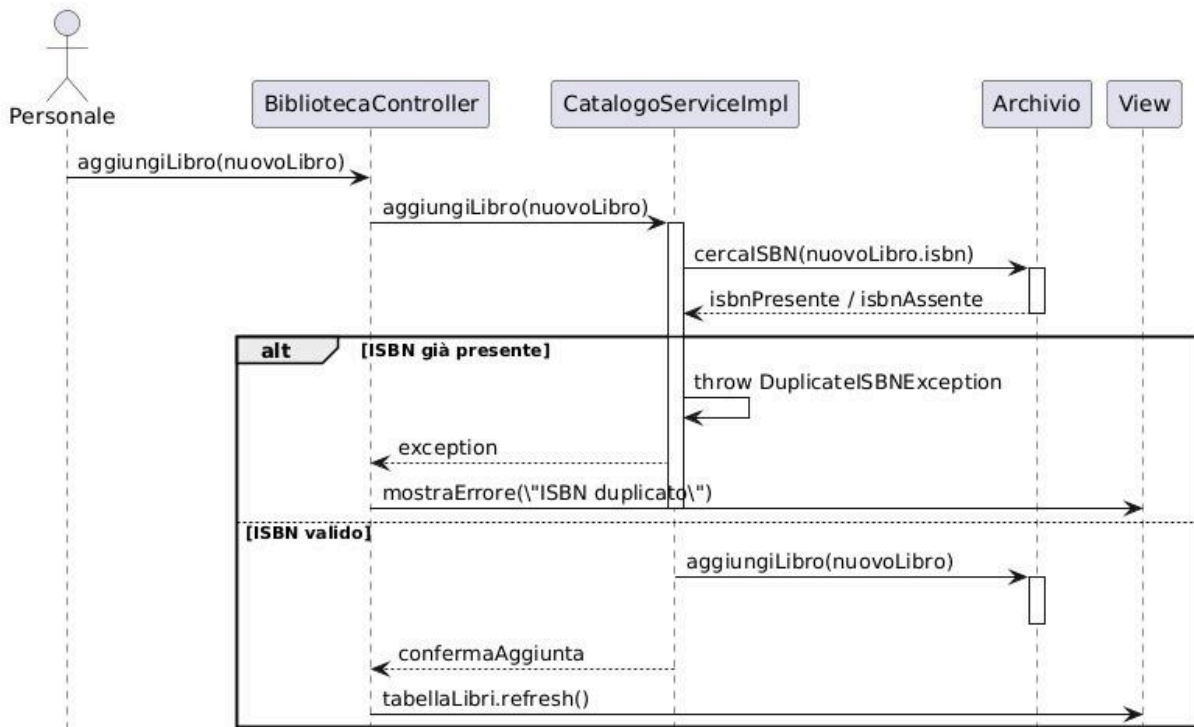 Personale
BibliotecaController
CatalogoServiceImpl
Archivio
View
aggiungiLibro(nuovoLibro)
aggiungiLibro(nuovoLibro)
cercaISBN(nuovoLibro.isbn)
isbnPresente / isbnAssente
alt
[ISBN già presente]
throw DuplicateISBNException
exception
mostraErrore(\"ISBN duplicato\")
[ISBN valido]
aggiungiLibro(nuovoLibro)
confermaAggiunta
tabellaLibri.refresh()